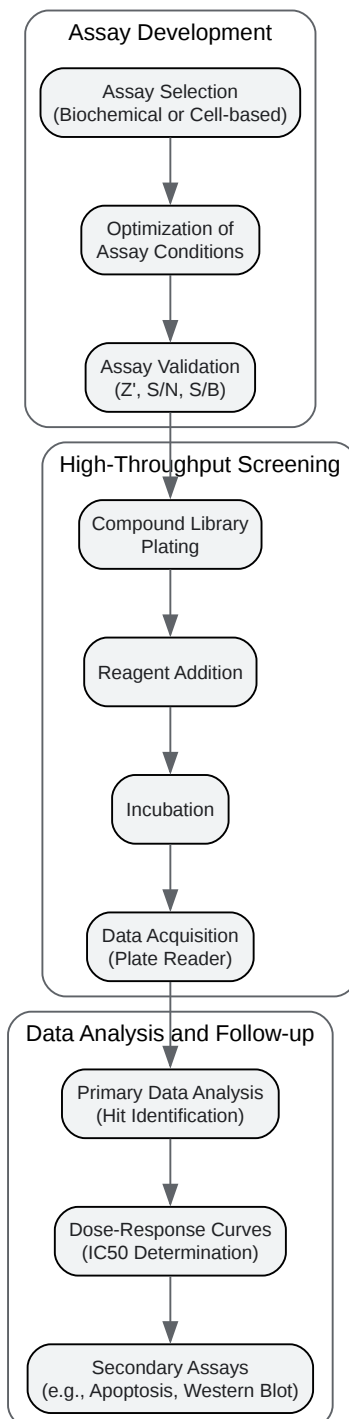 Assay Development
Assay Selection
(Biochemical or Cell-based)
Optimization of
Assay Conditions
Assay Validation
(Z', S/N, S/B)
High-Throughput Screening
Compound Library
Plating
Reagent Addition
Incubation
Data Acquisition
(Plate Reader)
Data Analysis and Follow-up
Primary Data Analysis
(Hit Identification)
Dose-Response Curves
(IC50 Determination)
Secondary Assays
(e.g., Apoptosis, Western Blot)